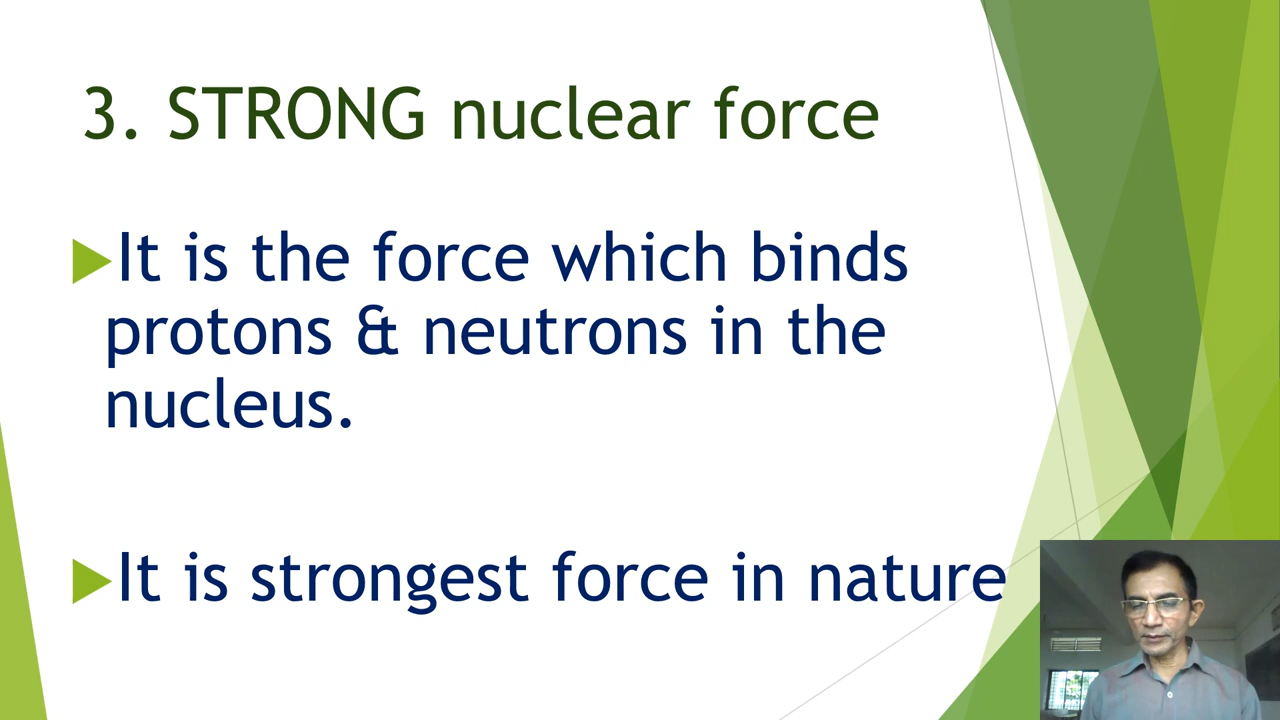 3. STRONG nuclear force
It is the force which binds
protons & neutrons in the
nucleus.
It is strongest force in nature